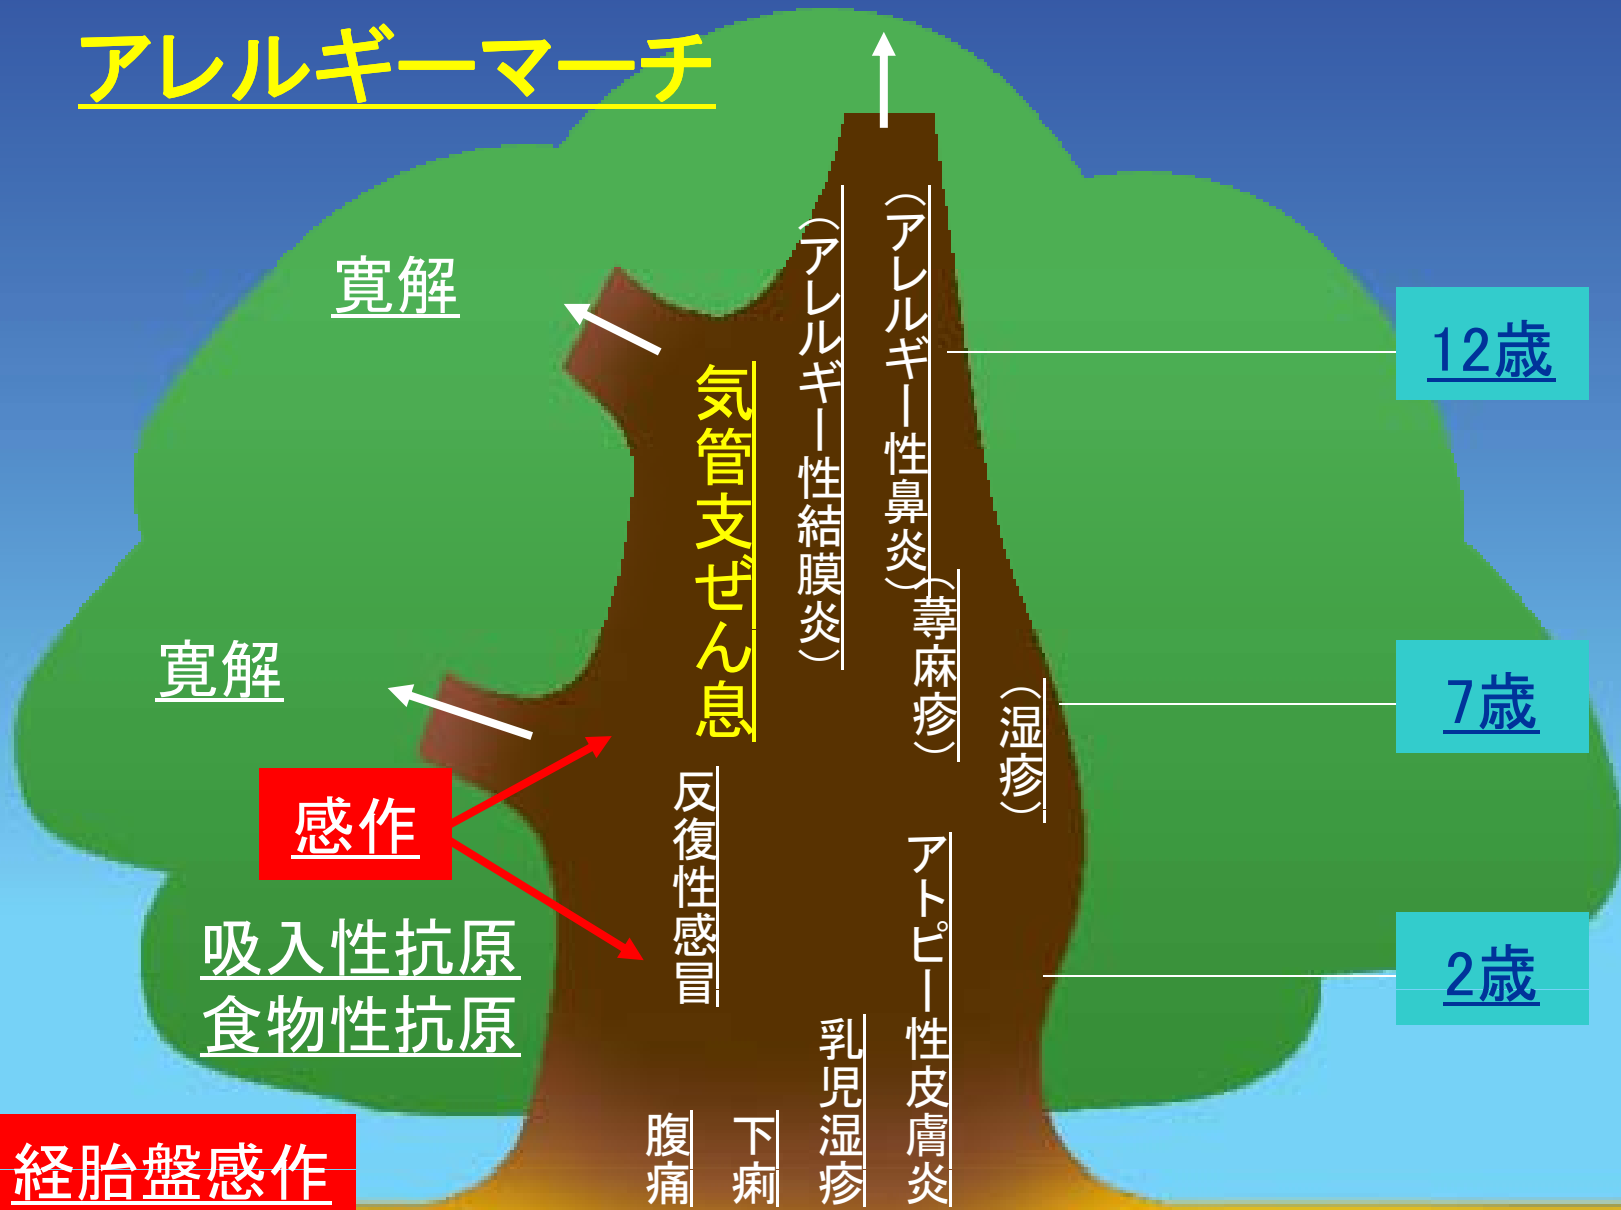 アレルギーマーチ
寛解
12歳
(アレルギー性鼻炎)
(アレルギー性結膜炎)
気管支ぜん息
寛解
7歳
(蕁麻疹)
(湿疹)
感作
反復性感冒
アトピー性皮膚炎
吸入性抗原
食物性抗原
2歳
乳児湿疹
下痢
腹痛
経胎盤感作